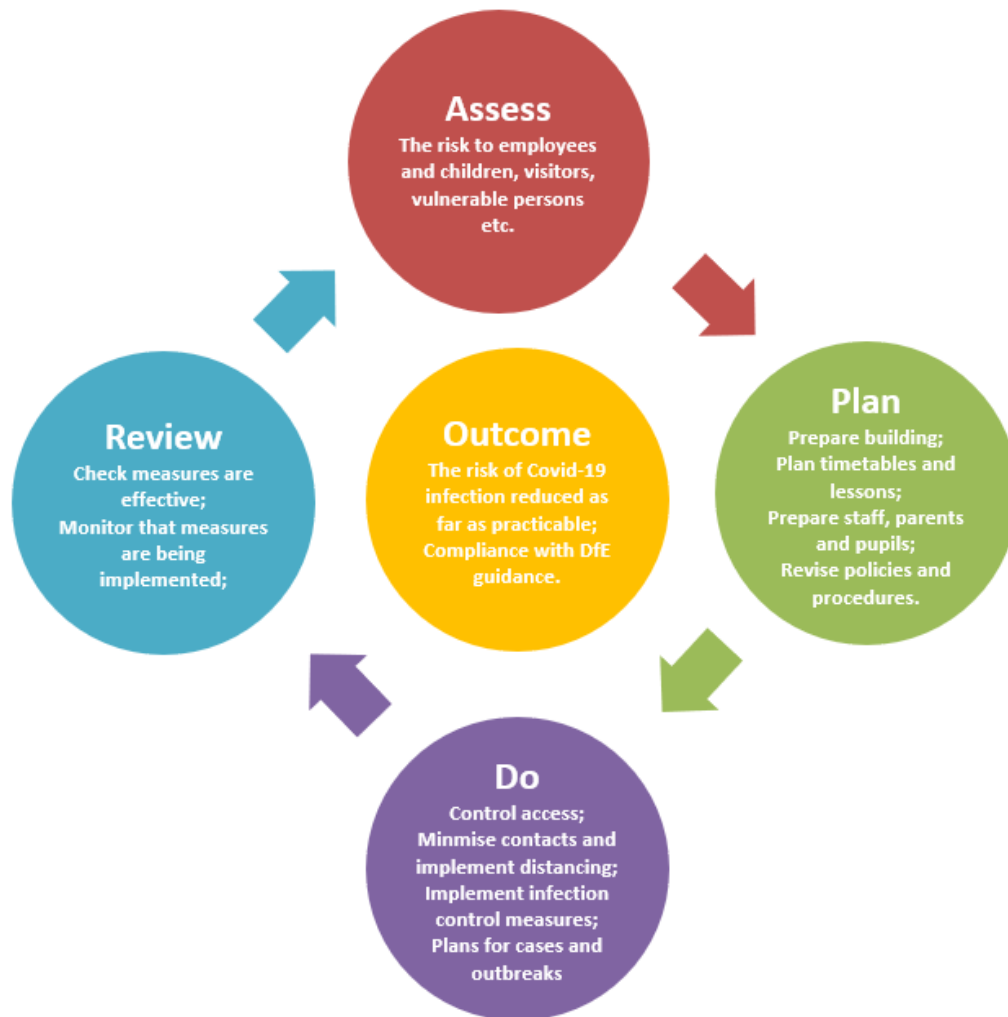 Assess
The risk to employees
and children, visitors,
vulnerable persons
etc.
Plan
Prepare building;
Plan timetables and
lessons;
Prepare staff, parents
and pupils;
Revise policies and
procedures.
Do
Control access;
Minmise contacts and
implement distancing;
Implement infection
control measures;
Plans for cases and
outbreaks
Review
Check measures are
effective;
Monitor that measures
are being
implemented;
Outcome
The risk of Covid-19
infection reduced as
far as practicable;
Compliance with DfE
guidance.